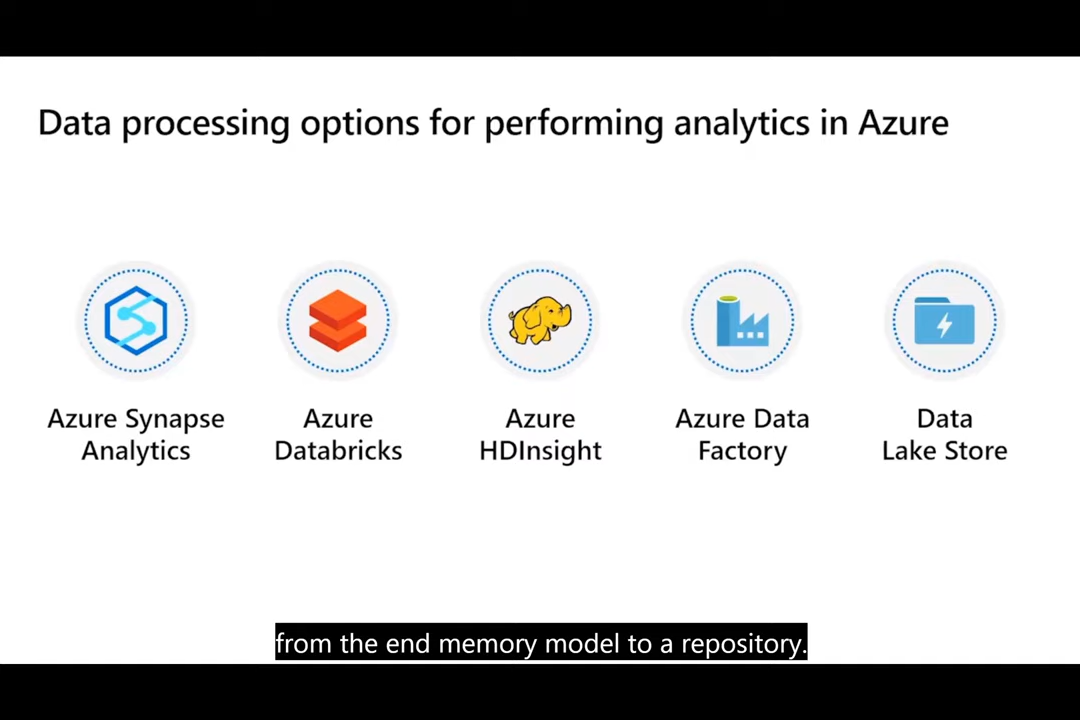 Data processing options for performing analytics in Azure
Azure Synapse
Analytics
Azure
Databricks
Azure
HDInsight
Azure Data
Factory
Data
Lake Store
from the end memory model to a repository.